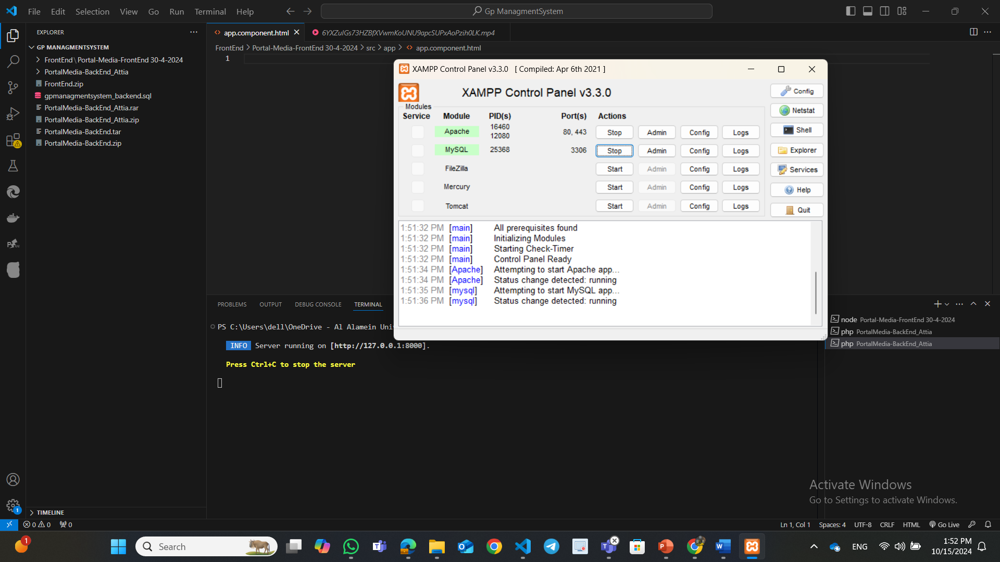 File Edit Selection View Go Run Terminal Help
Gp ManagmentSystem
EXPLORER
GP MANAGMENTSYSTEM
FrontEnd\Portal-Media-FrontEnd 30-4-2024
PortalMedia-BackEnd_Attia
FrontEnd.zip
gpmanagmentsystem_backend.sql
PortalMedia-BackEnd_Attia.rar
PortalMedia-BackEnd_Attia.zip
PortalMedia-BackEnd.tar
PortalMedia-BackEnd.zip
TIMELINE
app.component.html
FrontEnd > Portal-Media-FrontEnd 30-4-2024 > src > app > app.component.html
1
XAMPP Control Panel v3.3.0 [ Compiled: Apr 6th 2021 ]
XAMPP Control Panel v3.3.0
Modules
Service Module PID(s) Port(s) Actions
Apache 16460 12080 80, 443 Stop Admin Config Logs
MySQL 25368 3306 Stop Admin Config Logs
FileZilla Start Admin Config Logs
Mercury Start Admin Config Logs
Tomcat Start Admin Config Logs
Config
Netstat
Shell
Explorer
Services
Help
Quit
1:51:32 PM [main] All prerequisites found
1:51:32 PM [main] Initializing Modules
1:51:32 PM [main] Starting Check-Timer
1:51:32 PM [main] Control Panel Ready
1:51:34 PM [Apache] Attempting to start Apache app...
1:51:34 PM [Apache] Status change detected: running
1:51:35 PM [mysql] Attempting to start MySQL app...
1:51:36 PM [mysql] Status change detected: running
PROBLEMS OUTPUT DEBUG CONSOLE TERMINAL
PS C:\Users\dell\OneDrive - Al Alamein
INFO Server running on [http://127.0.0.1:8000].
Press Ctrl+C to stop the server
node Portal-Media-FrontEnd 30-4-2024
php PortalMedia-BackEnd_Attia
php PortalMedia-BackEnd_Attia
Activate Windows
Go to Settings to activate Windows.
0 0 0
Ln 1, Col 1 Spaces: 4 UTF-8 CRLF HTML Go Live
1
1
Search
ENG
1:52 PM
10/15/2024